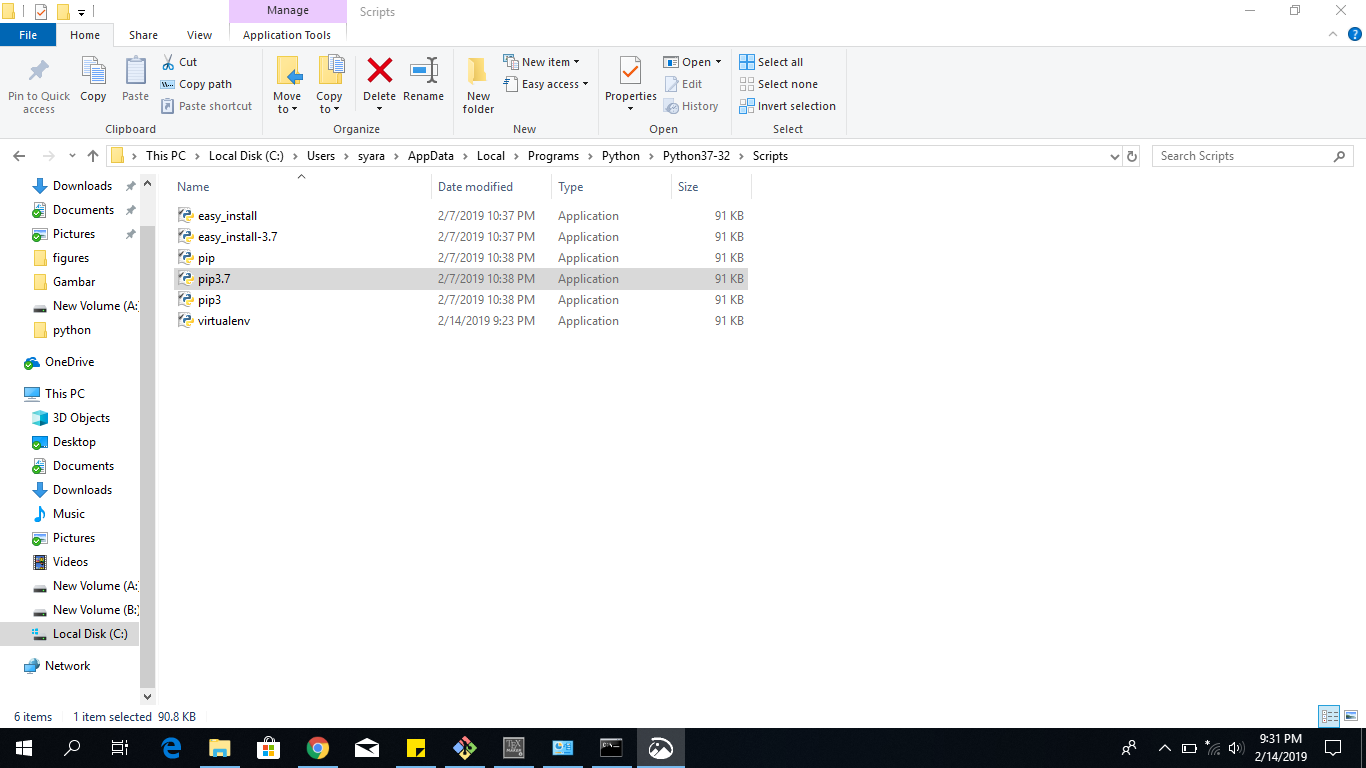 Manage
Scripts
File
Home
Share
View
Application Tools
Pin to Quick
access
Copy
Paste
Cut
Copy path
Paste shortcut
Clipboard
Move
to
Copy
to
Delete
Rename
Organize
New
folder
New item
Easy access
New
Properties
Open
Edit
History
Open
Select all
Select none
Invert selection
Select
This PC
Local Disk (C:)
Users
syara
AppData
Local
Programs
Python
Python37-32
Scripts
Search Scripts
Downloads
Documents
Pictures
figures
Gambar
New Volume (A:
python
OneDrive
This PC
3D Objects
Desktop
Documents
Downloads
Music
Pictures
Videos
New Volume (A:
New Volume (B:)
Local Disk (C:)
Network
Name Date modified Type Size
easy_install 2/7/2019 10:37 PM Application 91 KB
easy_install-3.7 2/7/2019 10:37 PM Application 91 KB
pip 2/7/2019 10:38 PM Application 91 KB
pip3.7 2/7/2019 10:38 PM Application 91 KB
pip3 2/7/2019 10:38 PM Application 91 KB
virtualenv 2/14/2019 9:23 PM Application 91 KB
6 items 1 item selected 90.8 KB
9:31 PM
2/14/2019